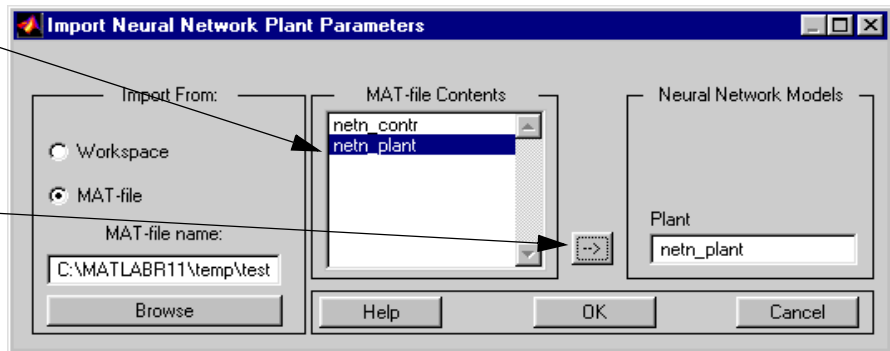 Import Neural Network Plant Parameters
Import From:
Workspace
MAT-file
MAT-file name:
C:\MATLABR11\temp\test
Browse
MAT-file Contents
netn_contr
netn_plant
-->
Neural Network Models
Plant
netn_plant
Help
OK
Cancel